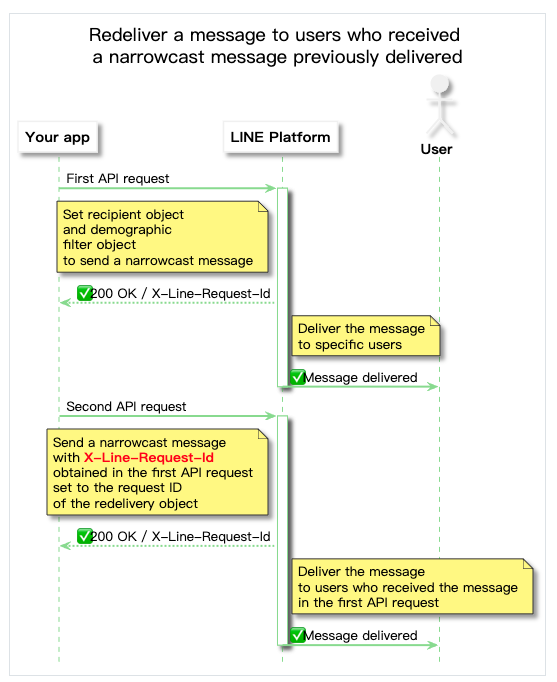 Redeliver a message to users who received
a narrowcast message previously delivered
Your app
LINE Platform
User
First API request
Set recipient object
and demographic
filter object
to send a narrowcast message
✅200 OK / X-Line-Request-Id
Deliver the message
to specific users
✅Message delivered
Second API request
Send a narrowcast message
with X-Line-Request-Id
obtained in the first API request
set to the request ID
of the redelivery object
✅200 OK / X-Line-Request-Id
Deliver the message
to users who received the message
in the first API request
✅Message delivered